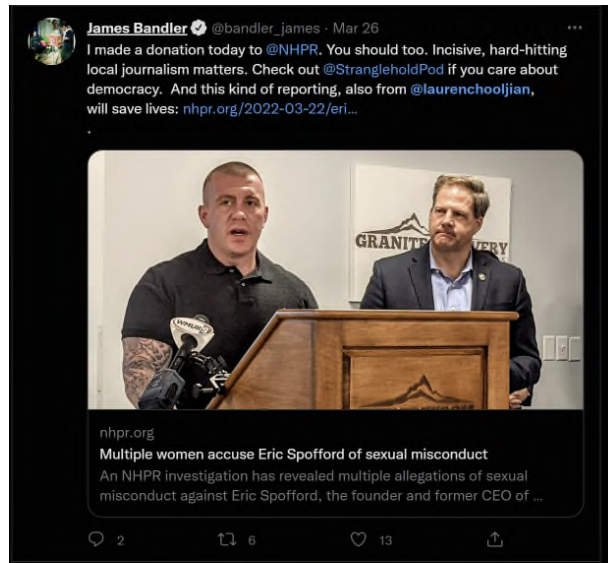 James Bandler @bandler_james · Mar 26 ...
I made a donation today to @NHPR. You should too. Incisive, hard-hitting
local journalism matters. Check out @StrangleholdPod if you care about
democracy. And this kind of reporting, also from @laurenchooljian,
will save lives: nhpr.org/2022-03-22/eri...
.
GRANITE
WMUR
nhpr.org
Multiple women accuse Eric Spofford of sexual misconduct
An NHPR investigation has revealed multiple allegations of sexual
misconduct against Eric Spofford, the founder and former CEO of ...
2 6 13